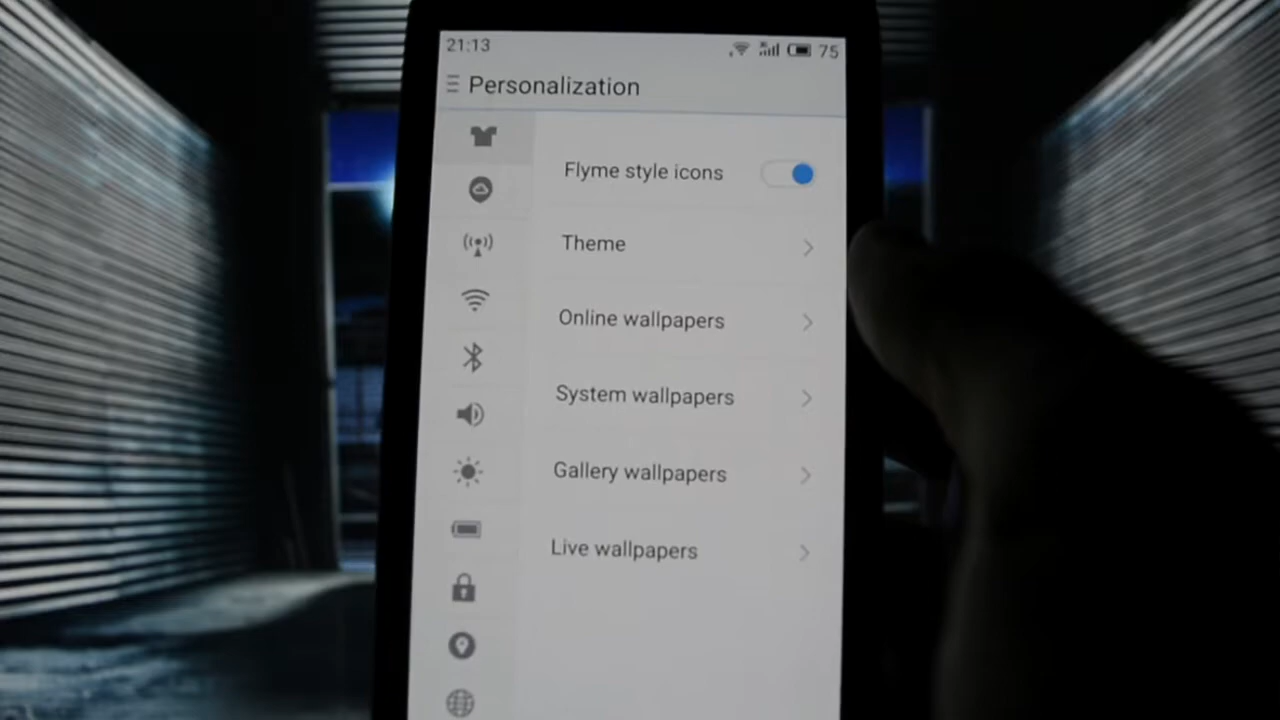 21:13
75
Personalization
Flyme style icons
Theme
Online wallpapers
System wallpapers
Gallery wallpapers
Live wallpapers